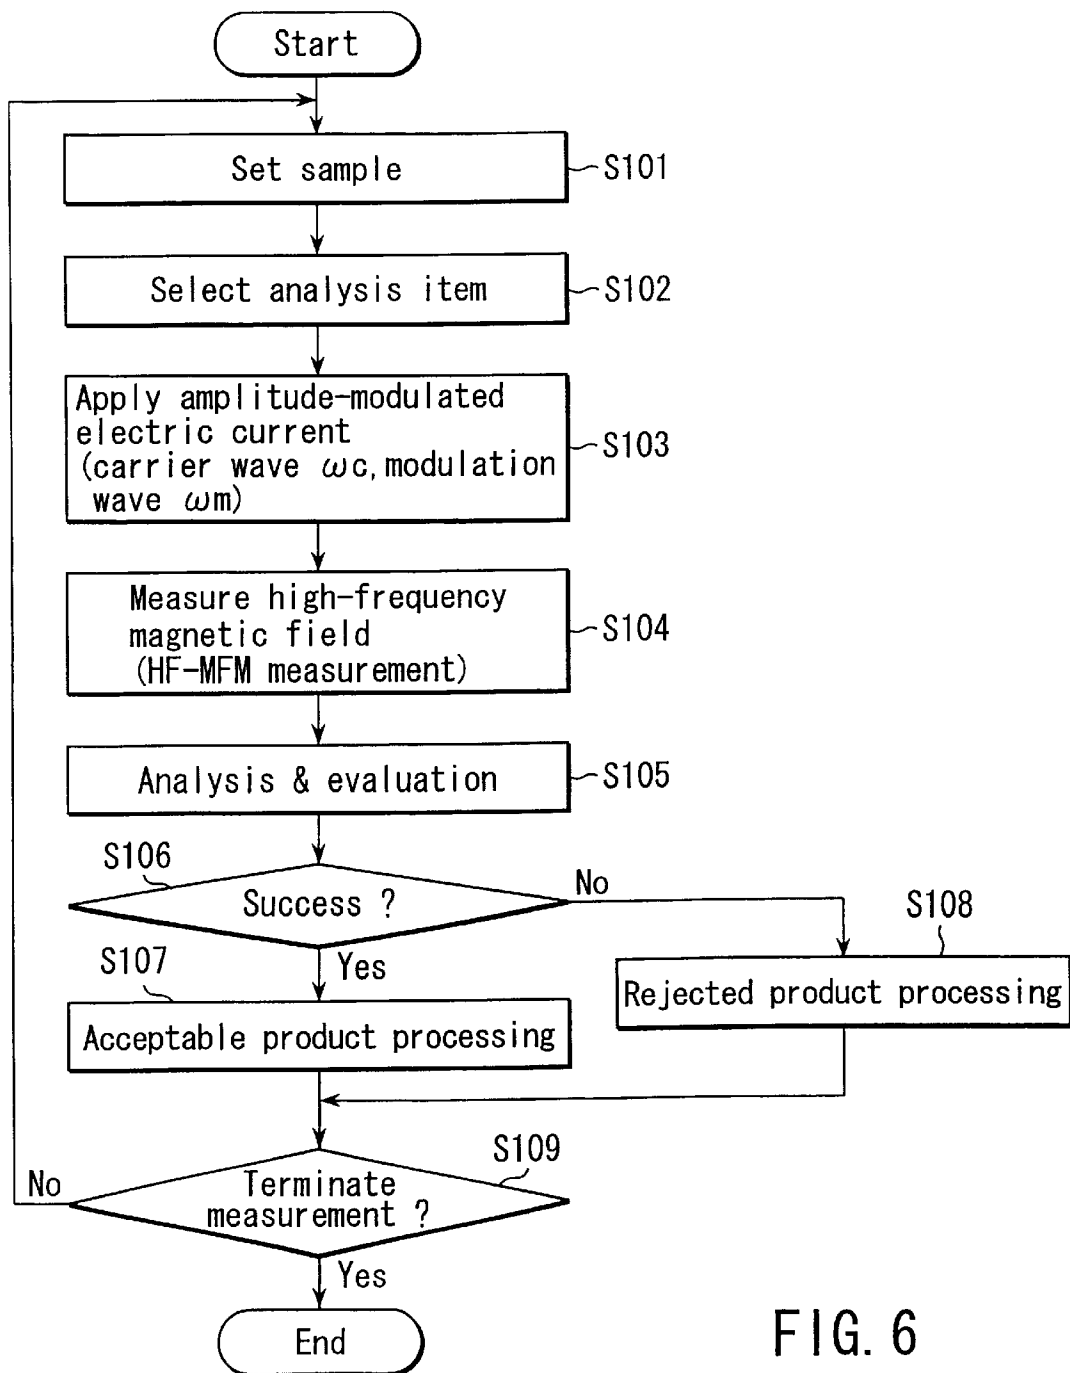 Start
Set sample
S101
Select analysis item
S102
Apply amplitude-modulated
electric current
(carrier wave ωc, modulation
wave ωm)
S103
Measure high-frequency
magnetic field
(HF-MFM measurement)
S104
Analysis & evaluation
S105
S106
Success ?
No
Yes
S107
Acceptable product processing
S108
Rejected product processing
S109
Terminate
measurement ?
No
Yes
End
FIG. 6